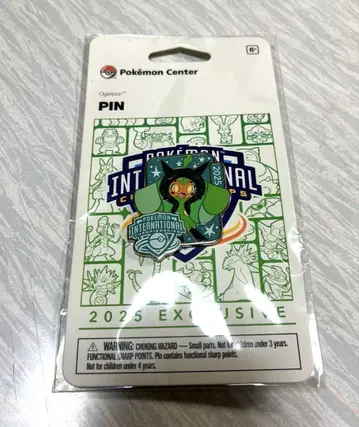 Pokémon Center
6+
Ogerpon™
PIN
POKÉMON
INTERNATIONAL
2025
POKÉMON
INTERNATIONAL
2025 EXCLUSIVE
WARNING: CHOKING HAZARD — Small parts. Not for children under 3 years.
FUNCTIONAL SHARP POINTS. Pin contains functional sharp points.
Not for children under 4 years.